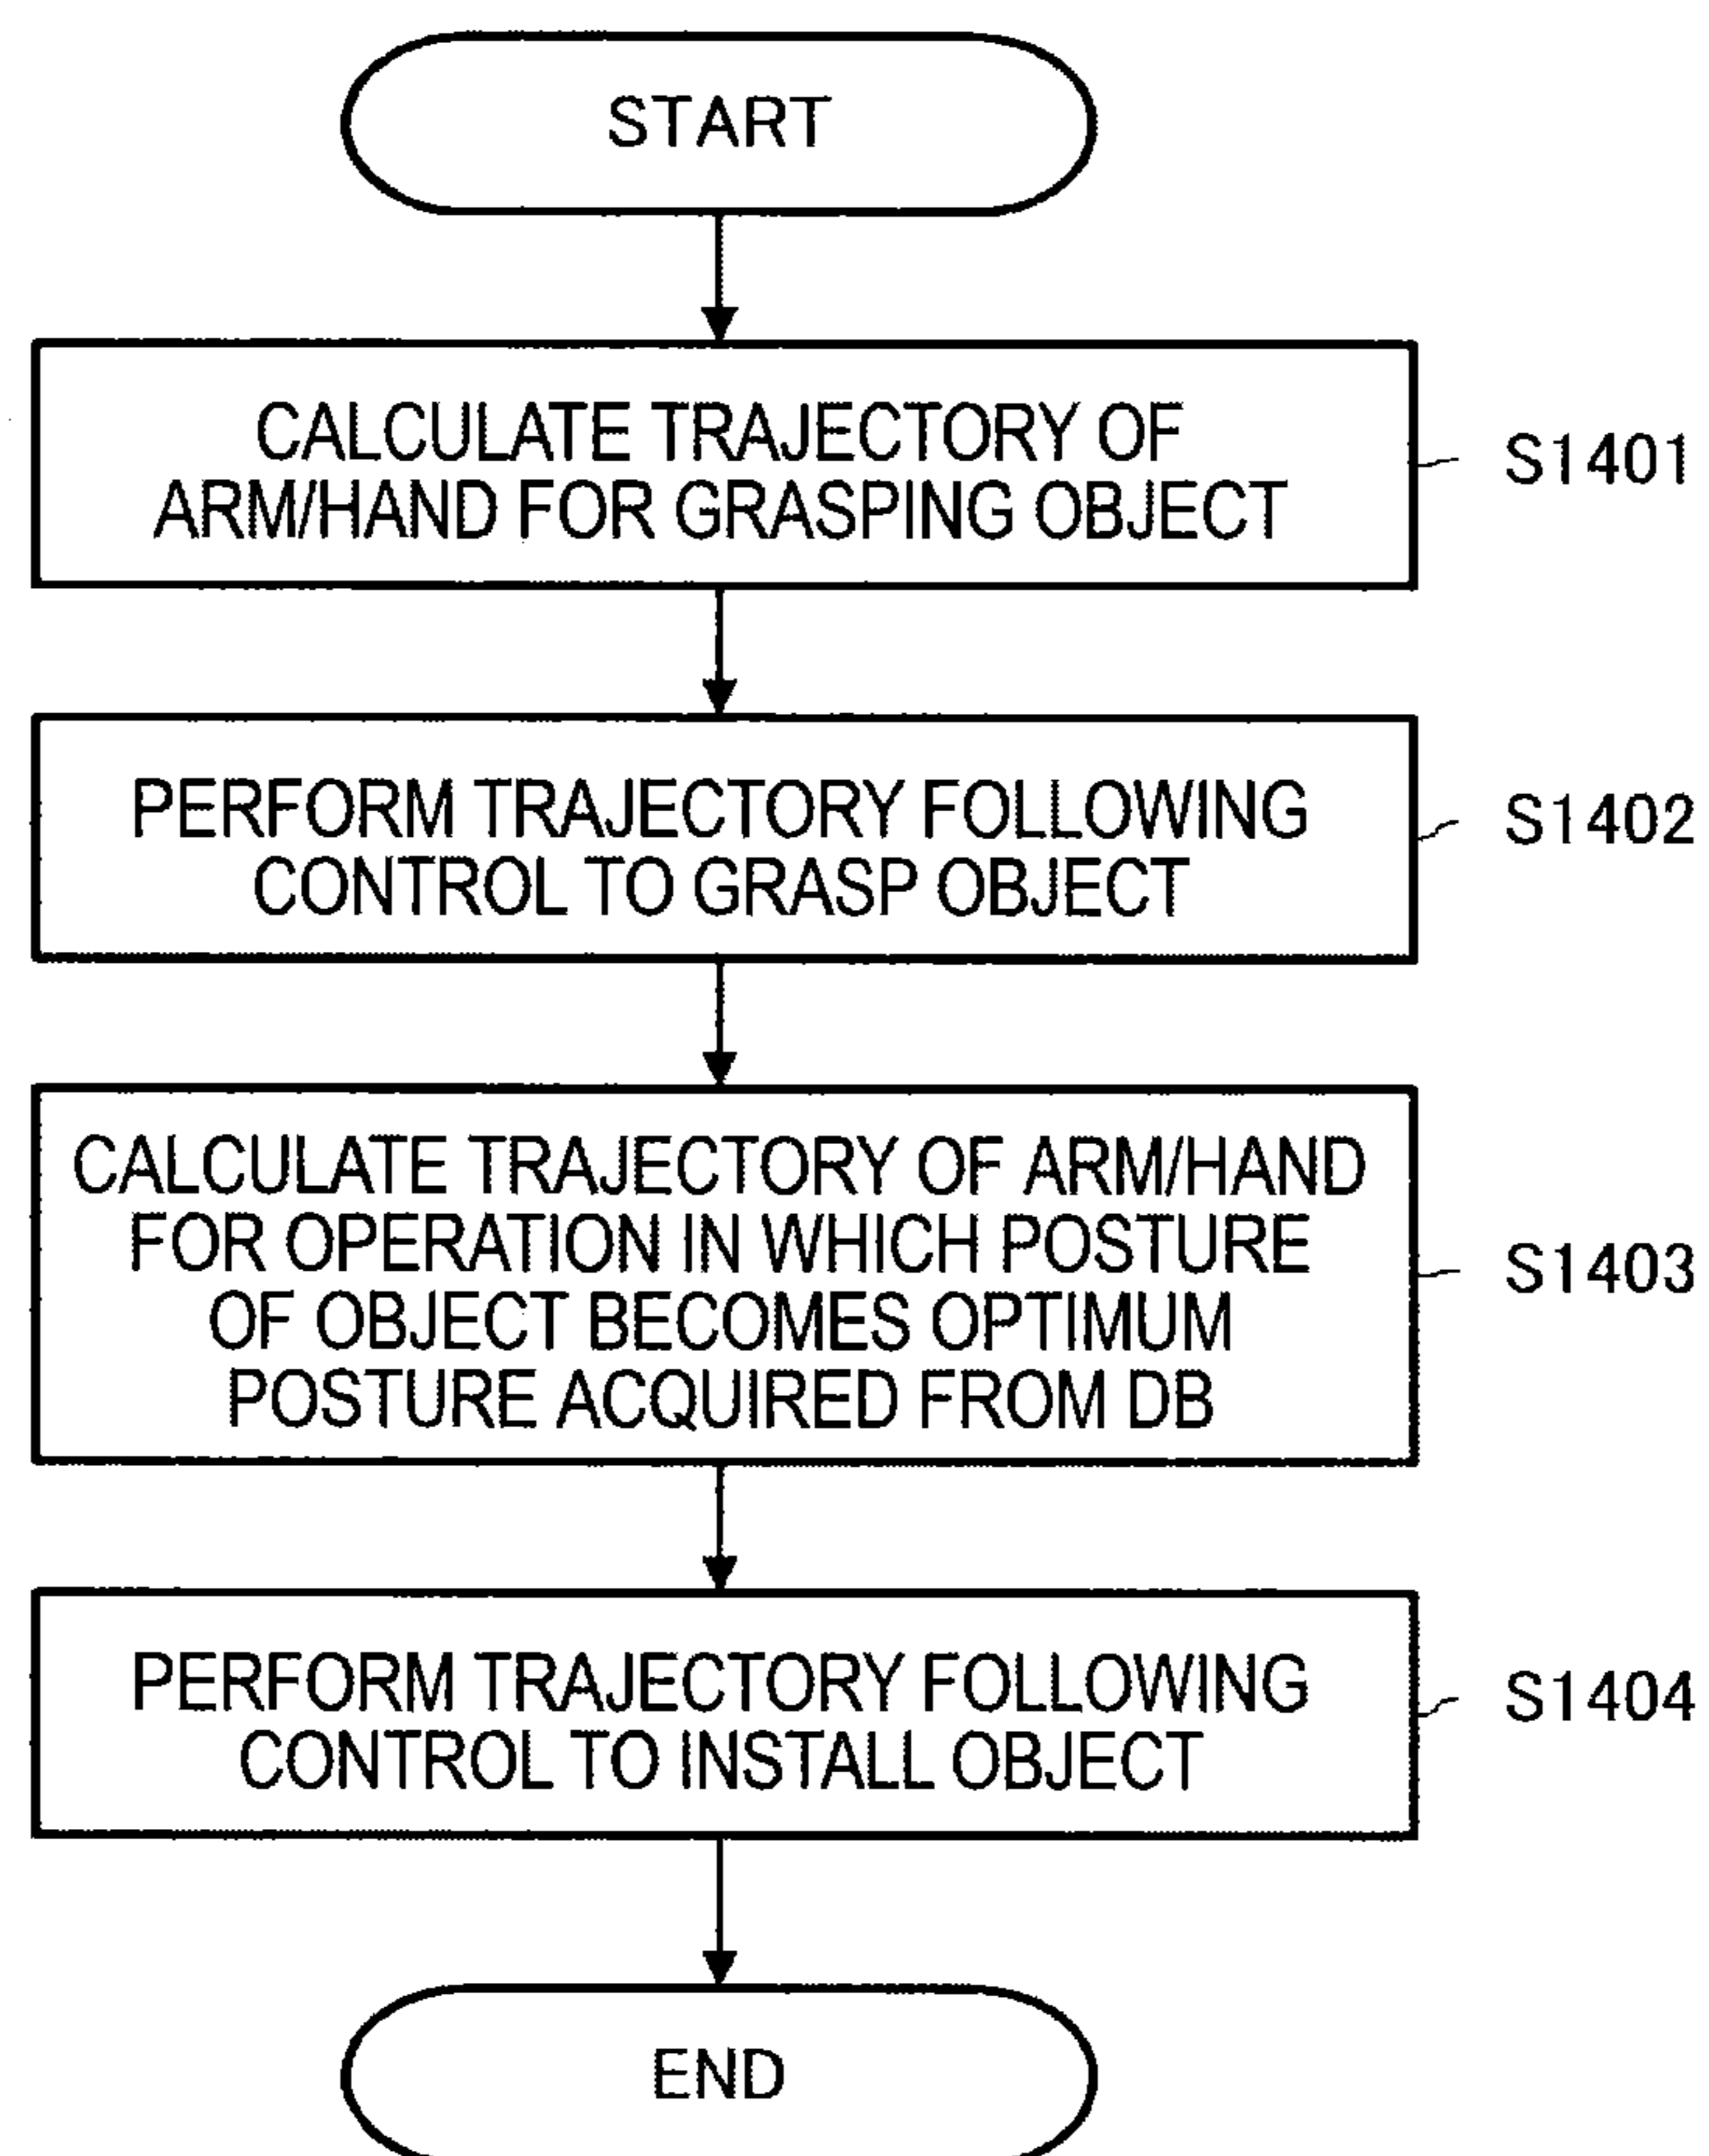 START
CALCULATE TRAJECTORY OF
ARM/HAND FOR GRASPING OBJECT
S1401
PERFORM TRAJECTORY FOLLOWING
CONTROL TO GRASP OBJECT
S1402
CALCULATE TRAJECTORY OF ARM/HAND
FOR OPERATION IN WHICH POSTURE
OF OBJECT BECOMES OPTIMUM
POSTURE ACQUIRED FROM DB
S1403
PERFORM TRAJECTORY FOLLOWING
CONTROL TO INSTALL OBJECT
S1404
END